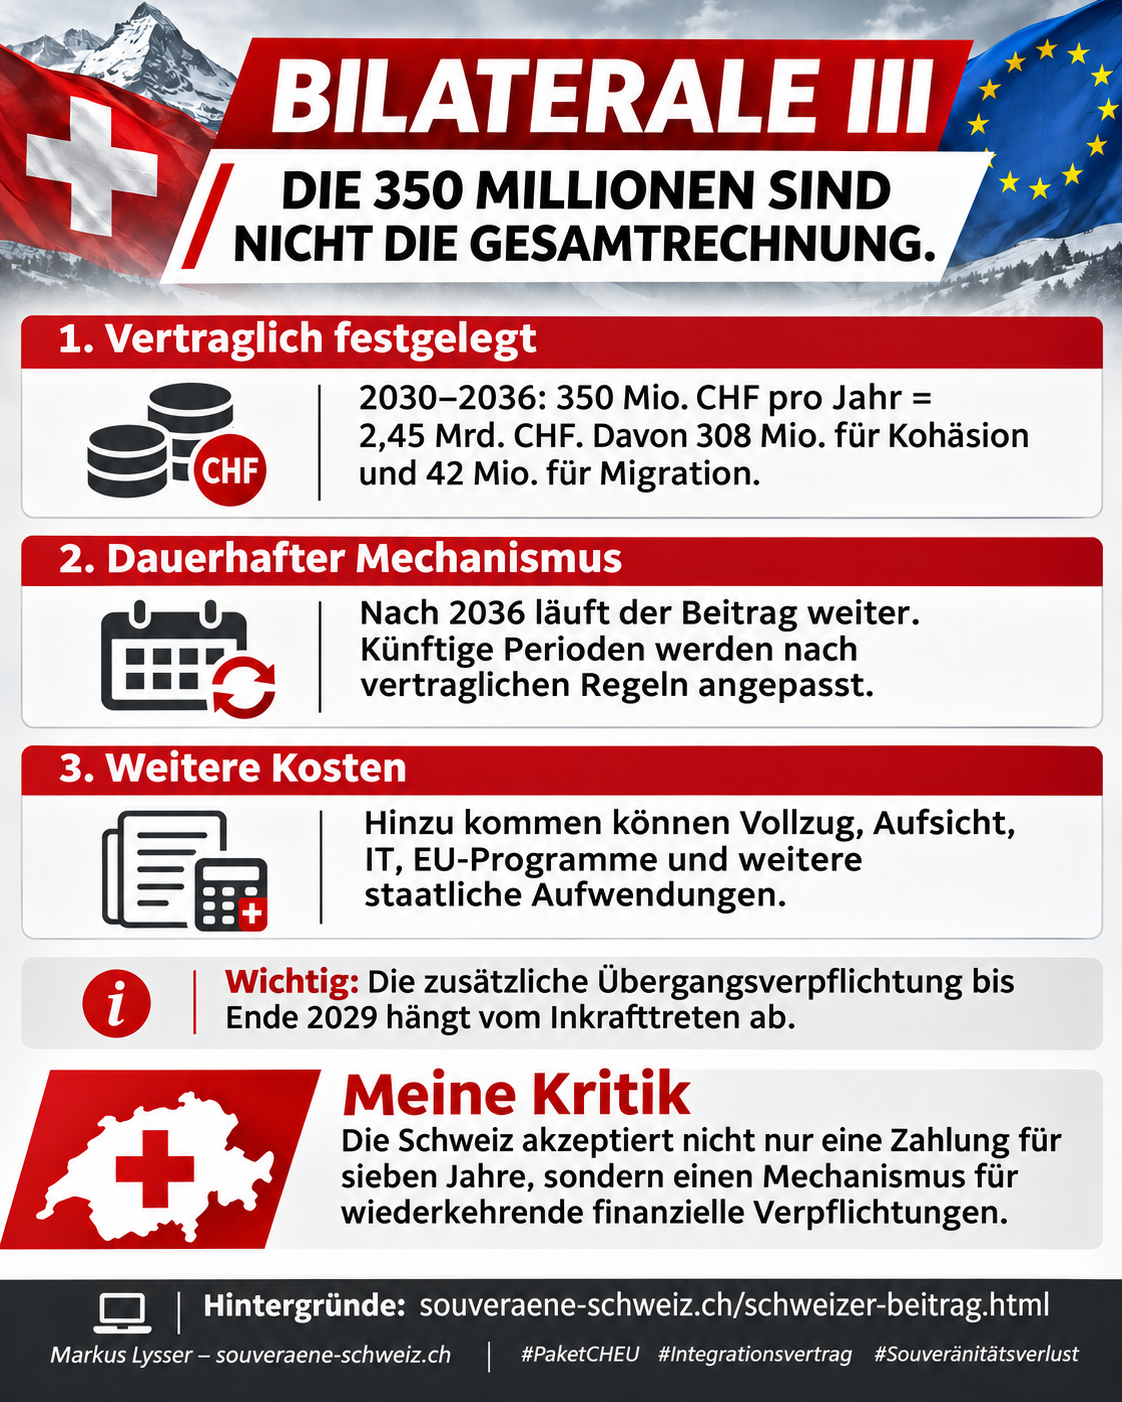 BILATERALE III
DIE 350 MILLIONEN SIND
NICHT DIE GESAMTRECHNUNG.
1. Vertraglich festgelegt
CHF
2030–2036: 350 Mio. CHF pro Jahr =
2,45 Mrd. CHF. Davon 308 Mio. für Kohäsion
und 42 Mio. für Migration.
2. Dauerhafter Mechanismus
Nach 2036 läuft der Beitrag weiter.
Künftige Perioden werden nach
vertraglichen Regeln angepasst.
3. Weitere Kosten
Hinzu kommen können Vollzug, Aufsicht,
IT, EU-Programme und weitere
staatliche Aufwendungen.
i
Wichtig: Die zusätzliche Übergangsverpflichtung bis
Ende 2029 hängt vom Inkrafttreten ab.
Meine Kritik
Die Schweiz akzeptiert nicht nur eine Zahlung für
sieben Jahre, sondern einen Mechanismus für
wiederkehrende finanzielle Verpflichtungen.
Hintergründe: souveraene-schweiz.ch/schweizer-beitrag.html
Markus Lysser – souveraene-schweiz.ch | #PaketCHEU #Integrationsvertrag #Souveränitätsverlust